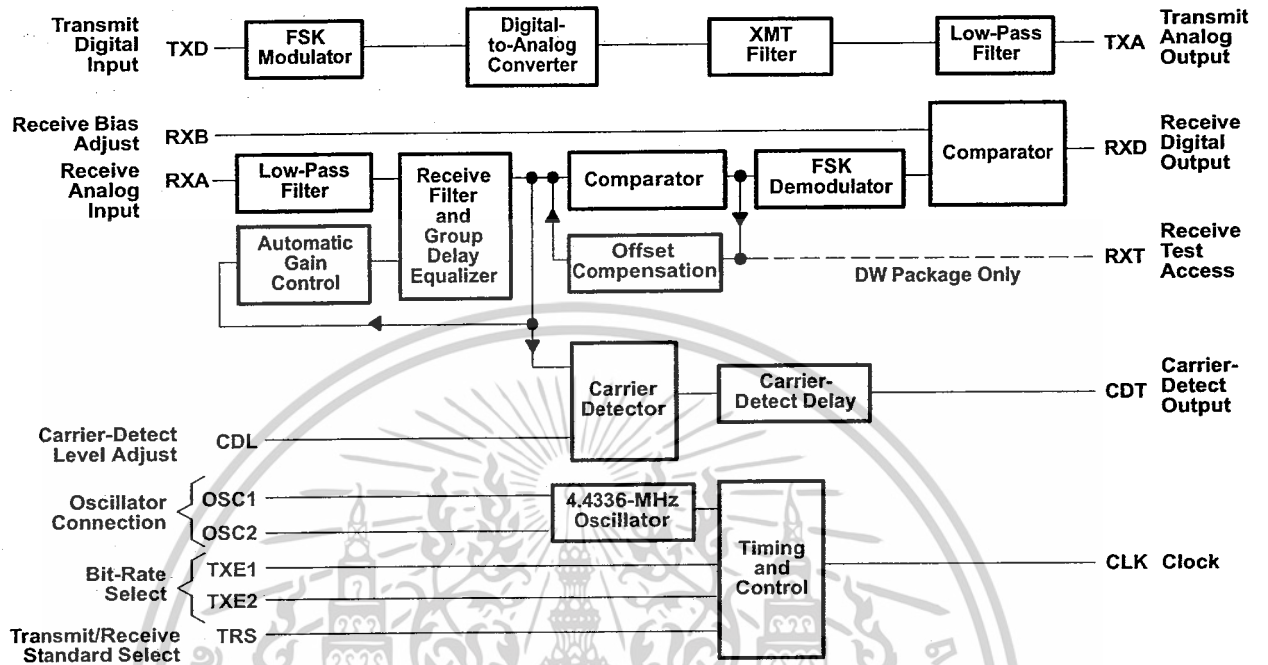 Transmit
Digital
Input
TXD
FSK
Modulator
Digital-
to-Analog
Converter
XMT
Filter
Low-Pass
Filter
TXA
Transmit
Analog
Output
Receive Bias
Adjust
RXB
Comparator
RXD
Receive
Digital
Output
Receive
Analog
Input
RXA
Low-Pass
Filter
Receive
Filter
and
Group
Delay
Equalizer
Comparator
FSK
Demodulator
Automatic
Gain
Control
Offset
Compensation
DW Package Only
RXT
Receive
Test
Access
Carrier
Detector
Carrier-
Detect Delay
CDT
Carrier-
Detect
Output
Carrier-Detect
Level Adjust
CDL
Oscillator
Connection
OSC1
OSC2
4.4336-MHz
Oscillator
Timing
and
Control
CLK Clock
Bit-Rate
Select
TXE1
TXE2
Transmit/Receive
Standard Select
TRS